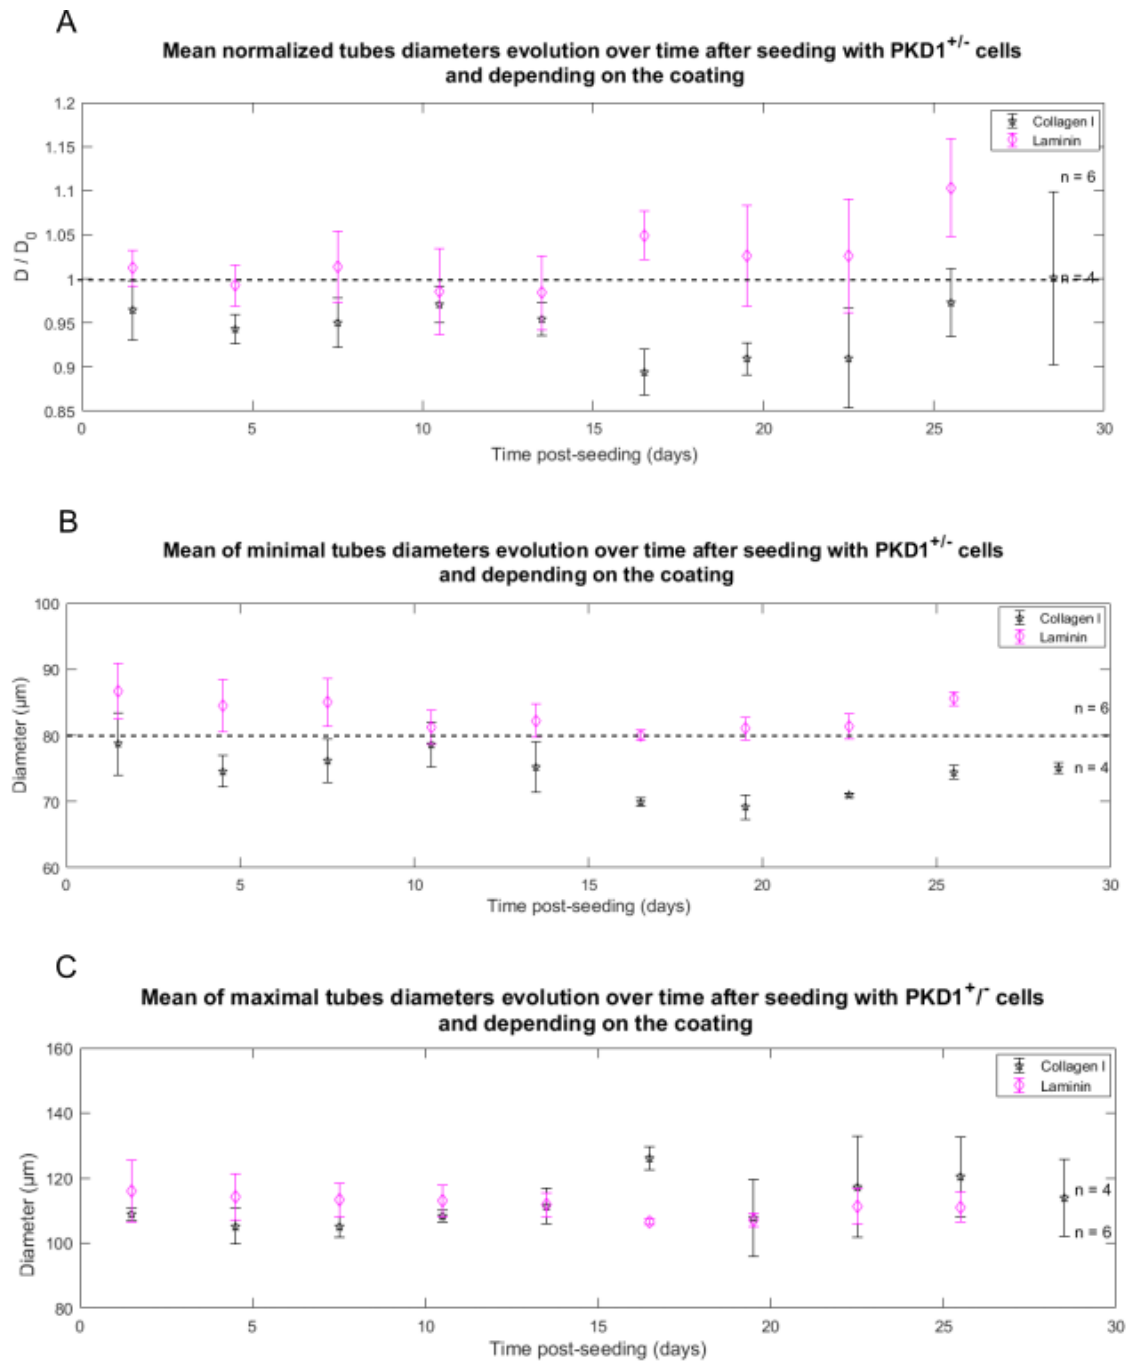 A
Mean normalized tubes diameters evolution over time after seeding with PKD1+/- cells
and depending on the coating
1.2
1.15
1.1
1.05
1
0.95
0.9
0.85
D / D0
Collagen I
Laminin
n = 6
n = 4
0 5 10 15 20 25 30
Time post-seeding (days)
B
Mean of minimal tubes diameters evolution over time after seeding with PKD1+/- cells
and depending on the coating
100
90
80
70
60
Diameter (µm)
Collagen I
Laminin
n = 6
n = 4
0 5 10 15 20 25 30
Time post-seeding (days)
C
Mean of maximal tubes diameters evolution over time after seeding with PKD1+/- cells
and depending on the coating
160
140
120
100
80
Diameter (µm)
Collagen I
Laminin
n = 4
n = 6
0 5 10 15 20 25 30
Time post-seeding (days)